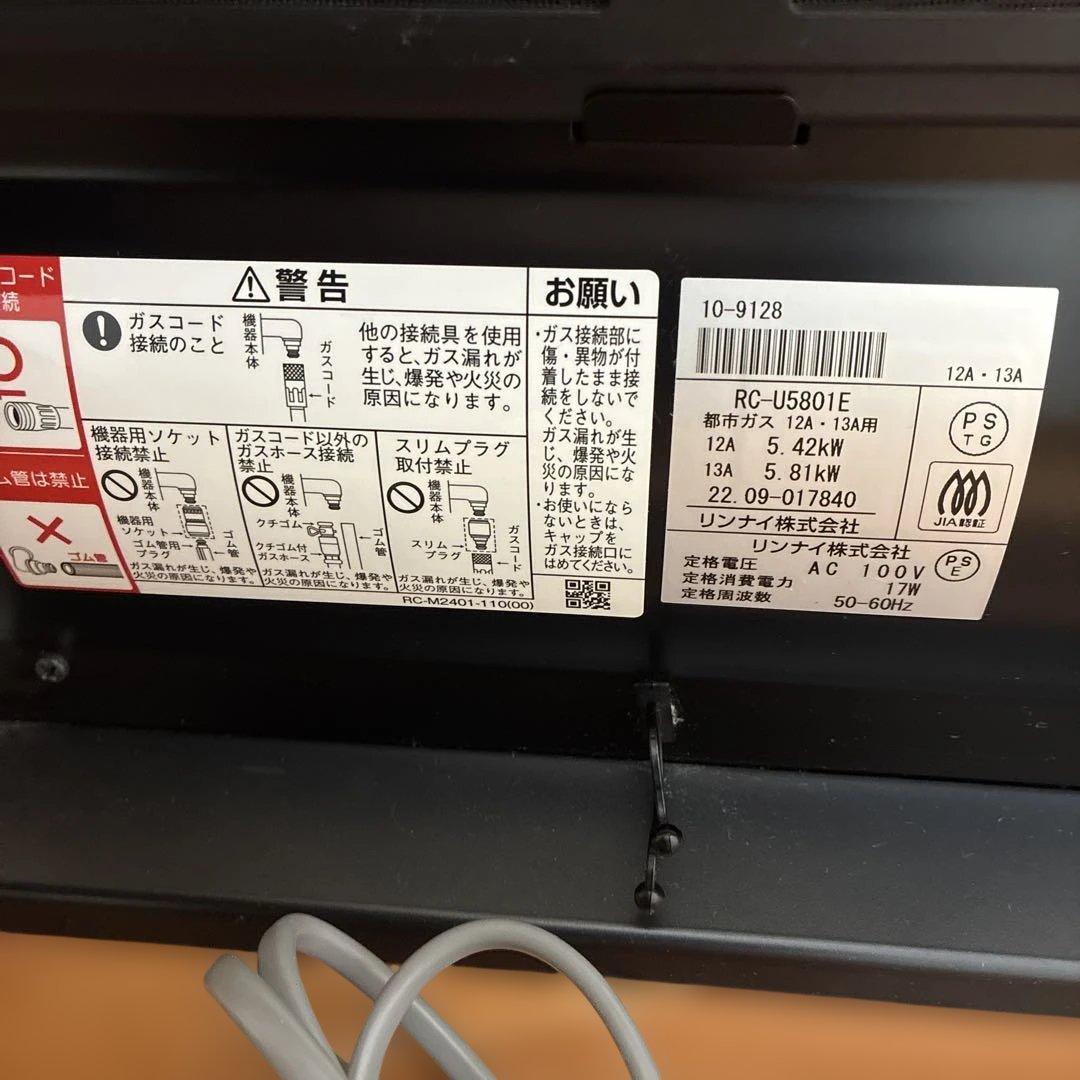 コード
続
ム管は禁止
ゴム管
警告
ガスコード
接続のこと
機器本体
ガスコード
他の接続具を使用
すると、ガス漏れが
生じ、爆発や火災の
原因になります。
機器用ソケット
接続禁止
機器本体
機器用
ソケット
ゴム管用
プラグ
ゴム管
ガス漏れが生じ、爆発や
火災の原因になります。
ガスコード以外の
ガスホース接続
禁止
機器本体
クチゴム
クチゴム付
ガスホース
ゴム管
ガス漏れが生じ、爆発や
火災の原因になります。
スリムプラグ
取付禁止
機器本体
スリム
プラグ
ガスコード
ガス漏れが生じ、爆発や
火災の原因になります。
RC-M2401-110(00)
お願い
・ガス接続部に
傷・異物が付
着したまま接
続をしないで
ください。
ガス漏れが生
じ、爆発や火
災の原因にな
ります。
・お使いになら
ないときは、
キャップを
ガス接続口に
はめてください。
10-9128
12A・13A
RC-U5801E
都市ガス 12A・13A用
12A 5.42kW
13A 5.81kW
22.09-017840
リンナイ株式会社
PS
TG
JIA認証
リンナイ株式会社
定格電圧 AC 100V
定格消費電力 17W
定格周波数 50-60Hz
PS
E